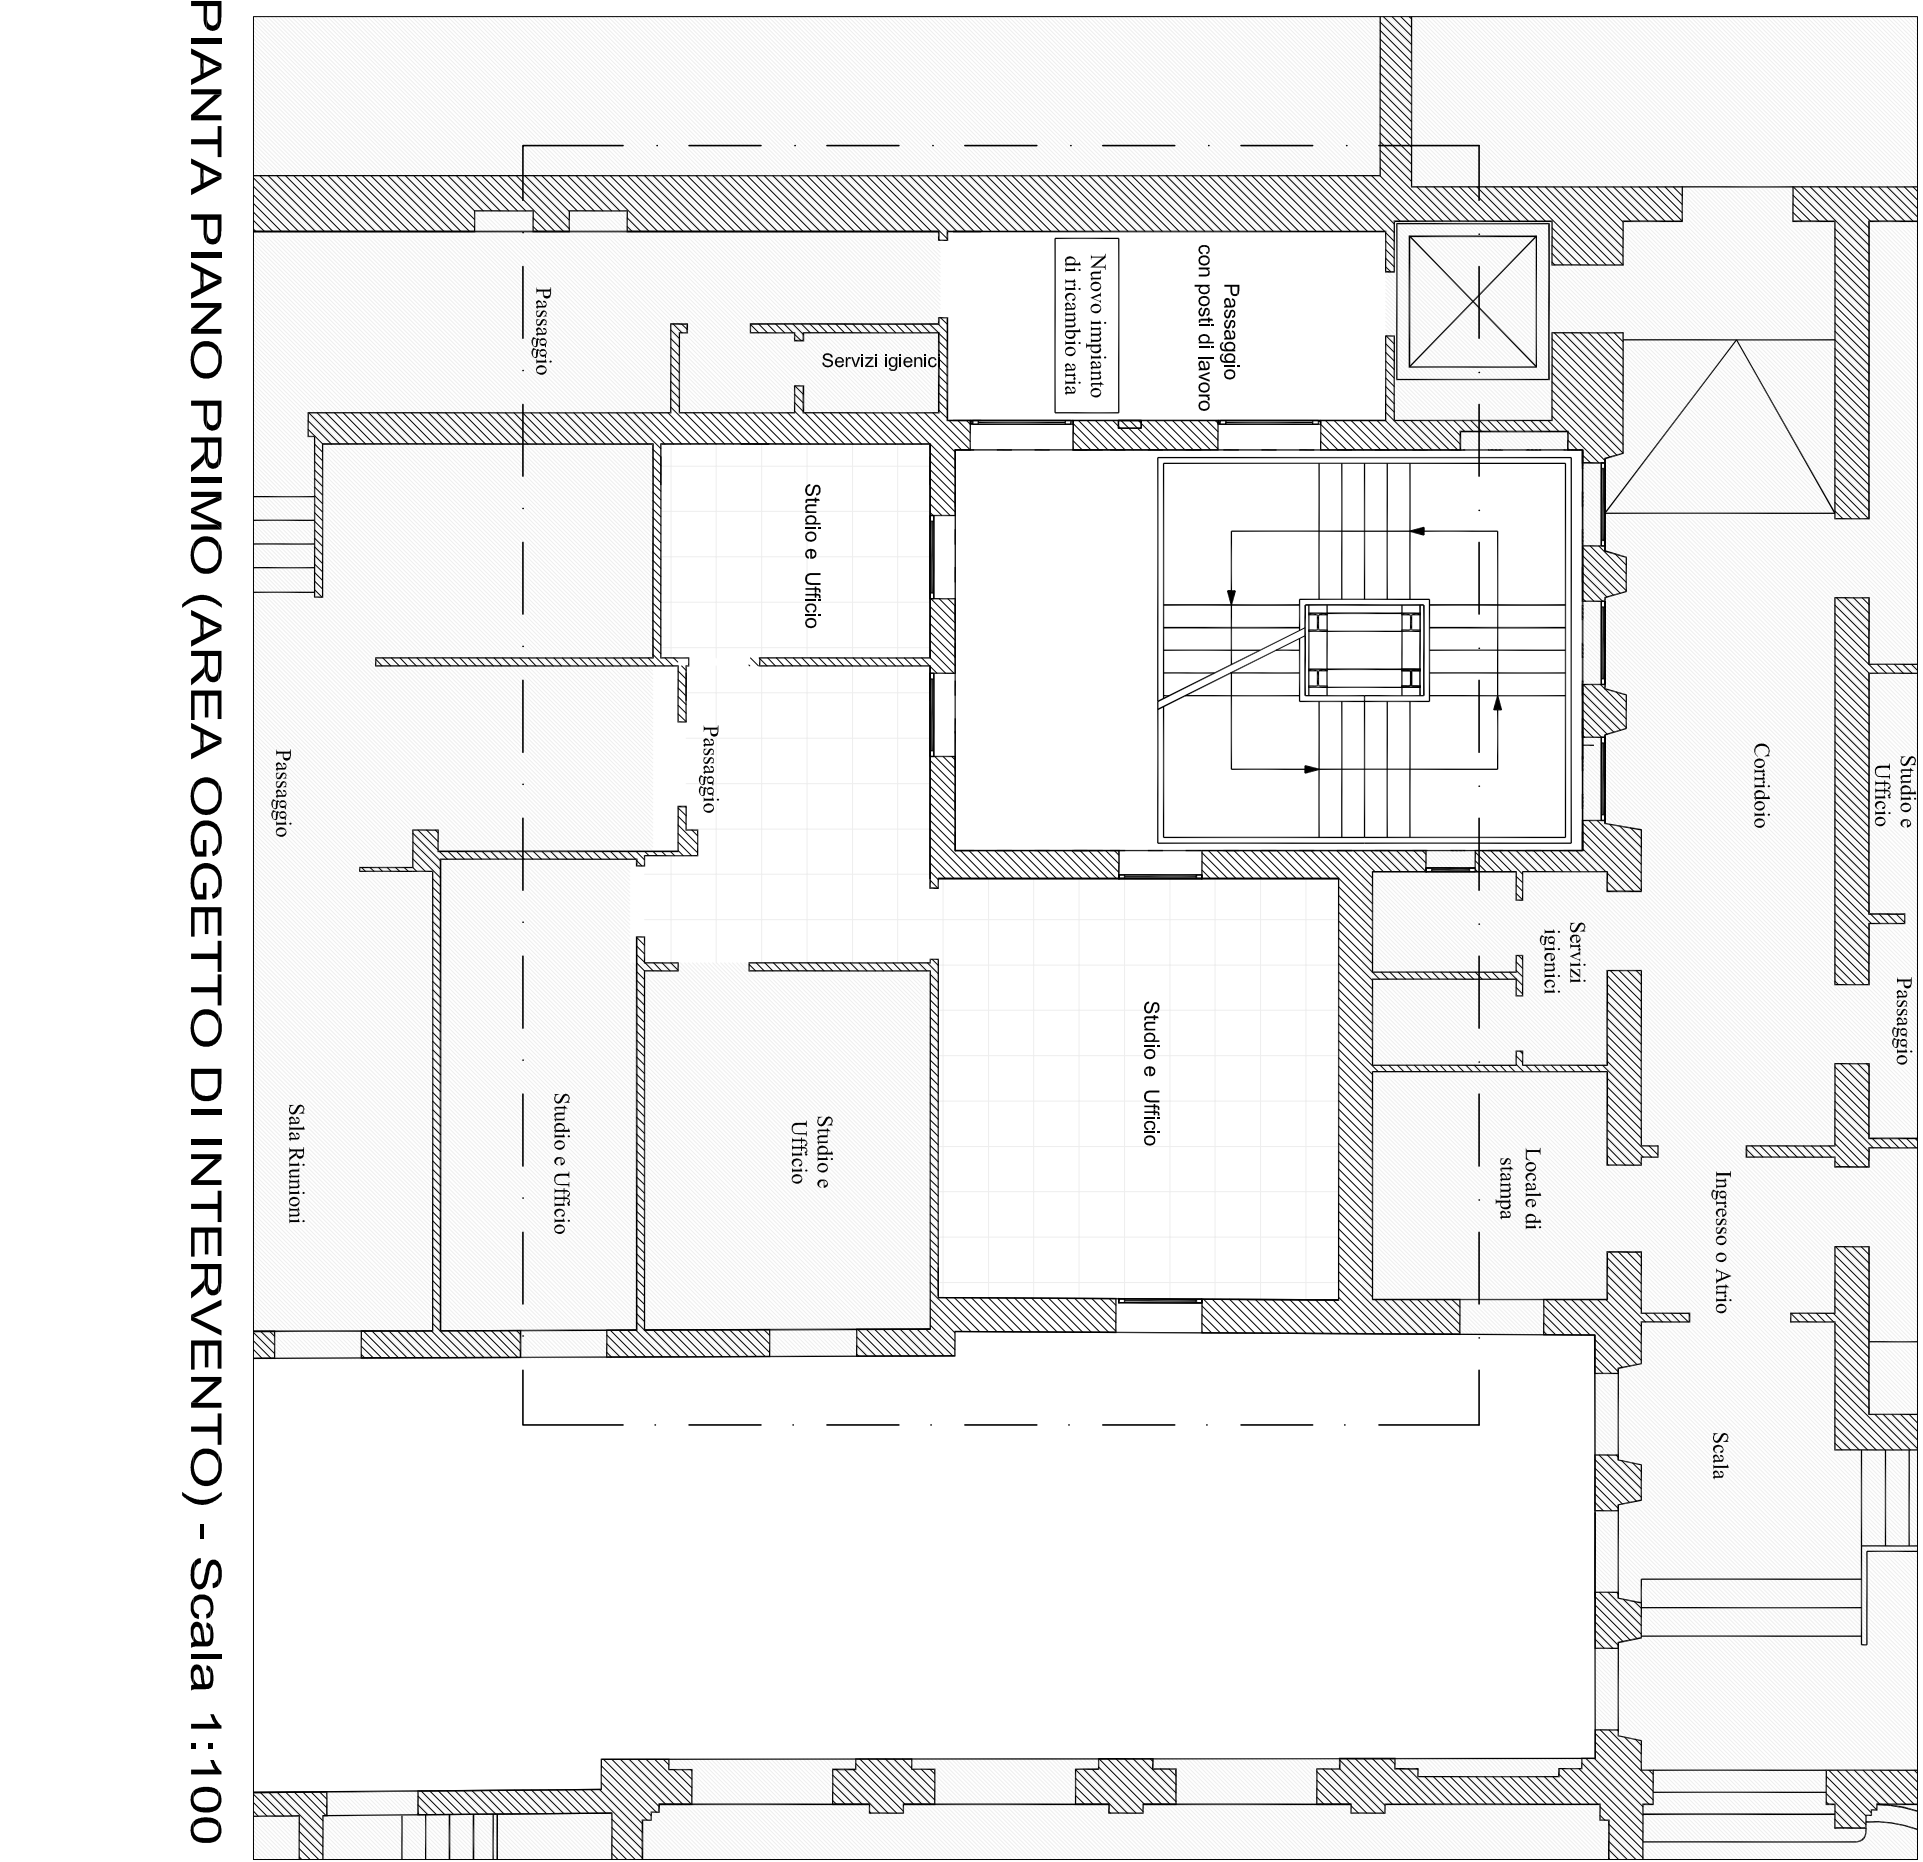 PIANTA PIANO PRIMO (AREA OGGETTO DI INTERVENTO) - Scala 1:100
Passaggio
Servizi igienici
Nuovo impianto
di ricambio aria
Passaggio
con posti di lavoro
Studio e Ufficio
Passaggio
Passaggio
Corridoio
Studio e
Ufficio
Servizi
igienici
Passaggio
Studio e Ufficio
Sala Riunioni
Studio e Ufficio
Studio e
Ufficio
Locale di
stampa
Ingresso o Atrio
Scala